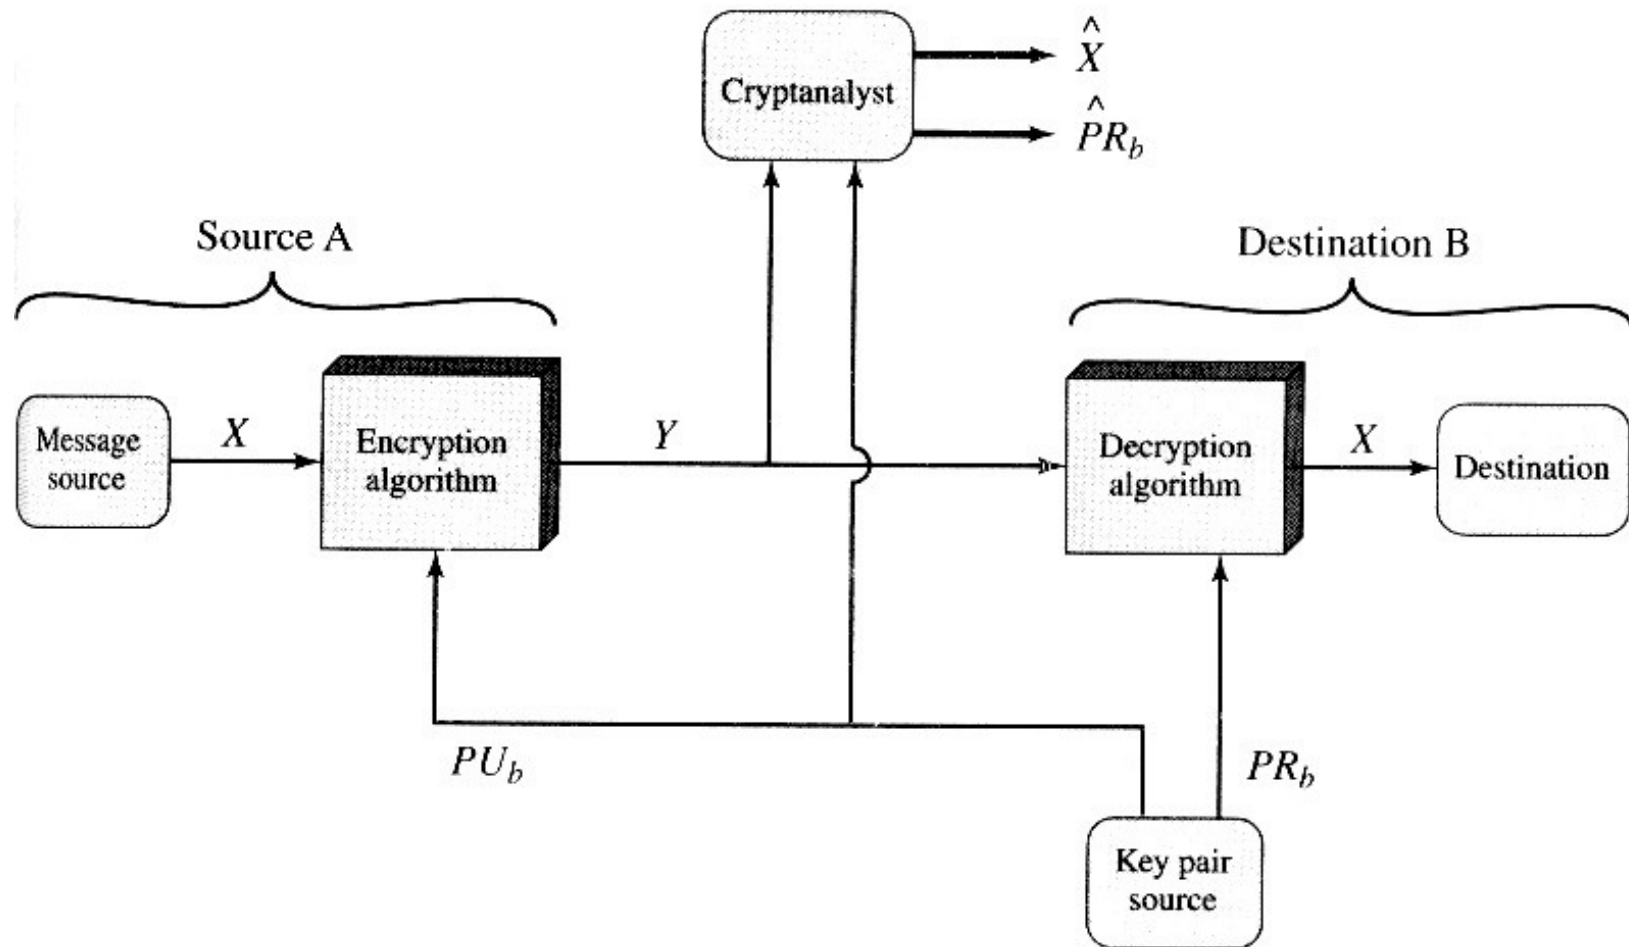 X̂
Cryptanalyst
P̂R_b
Source A
Destination B
Message
source
X
Encryption
algorithm
Y
Decryption
algorithm
X
Destination
PU_b
PR_b
Key pair
source